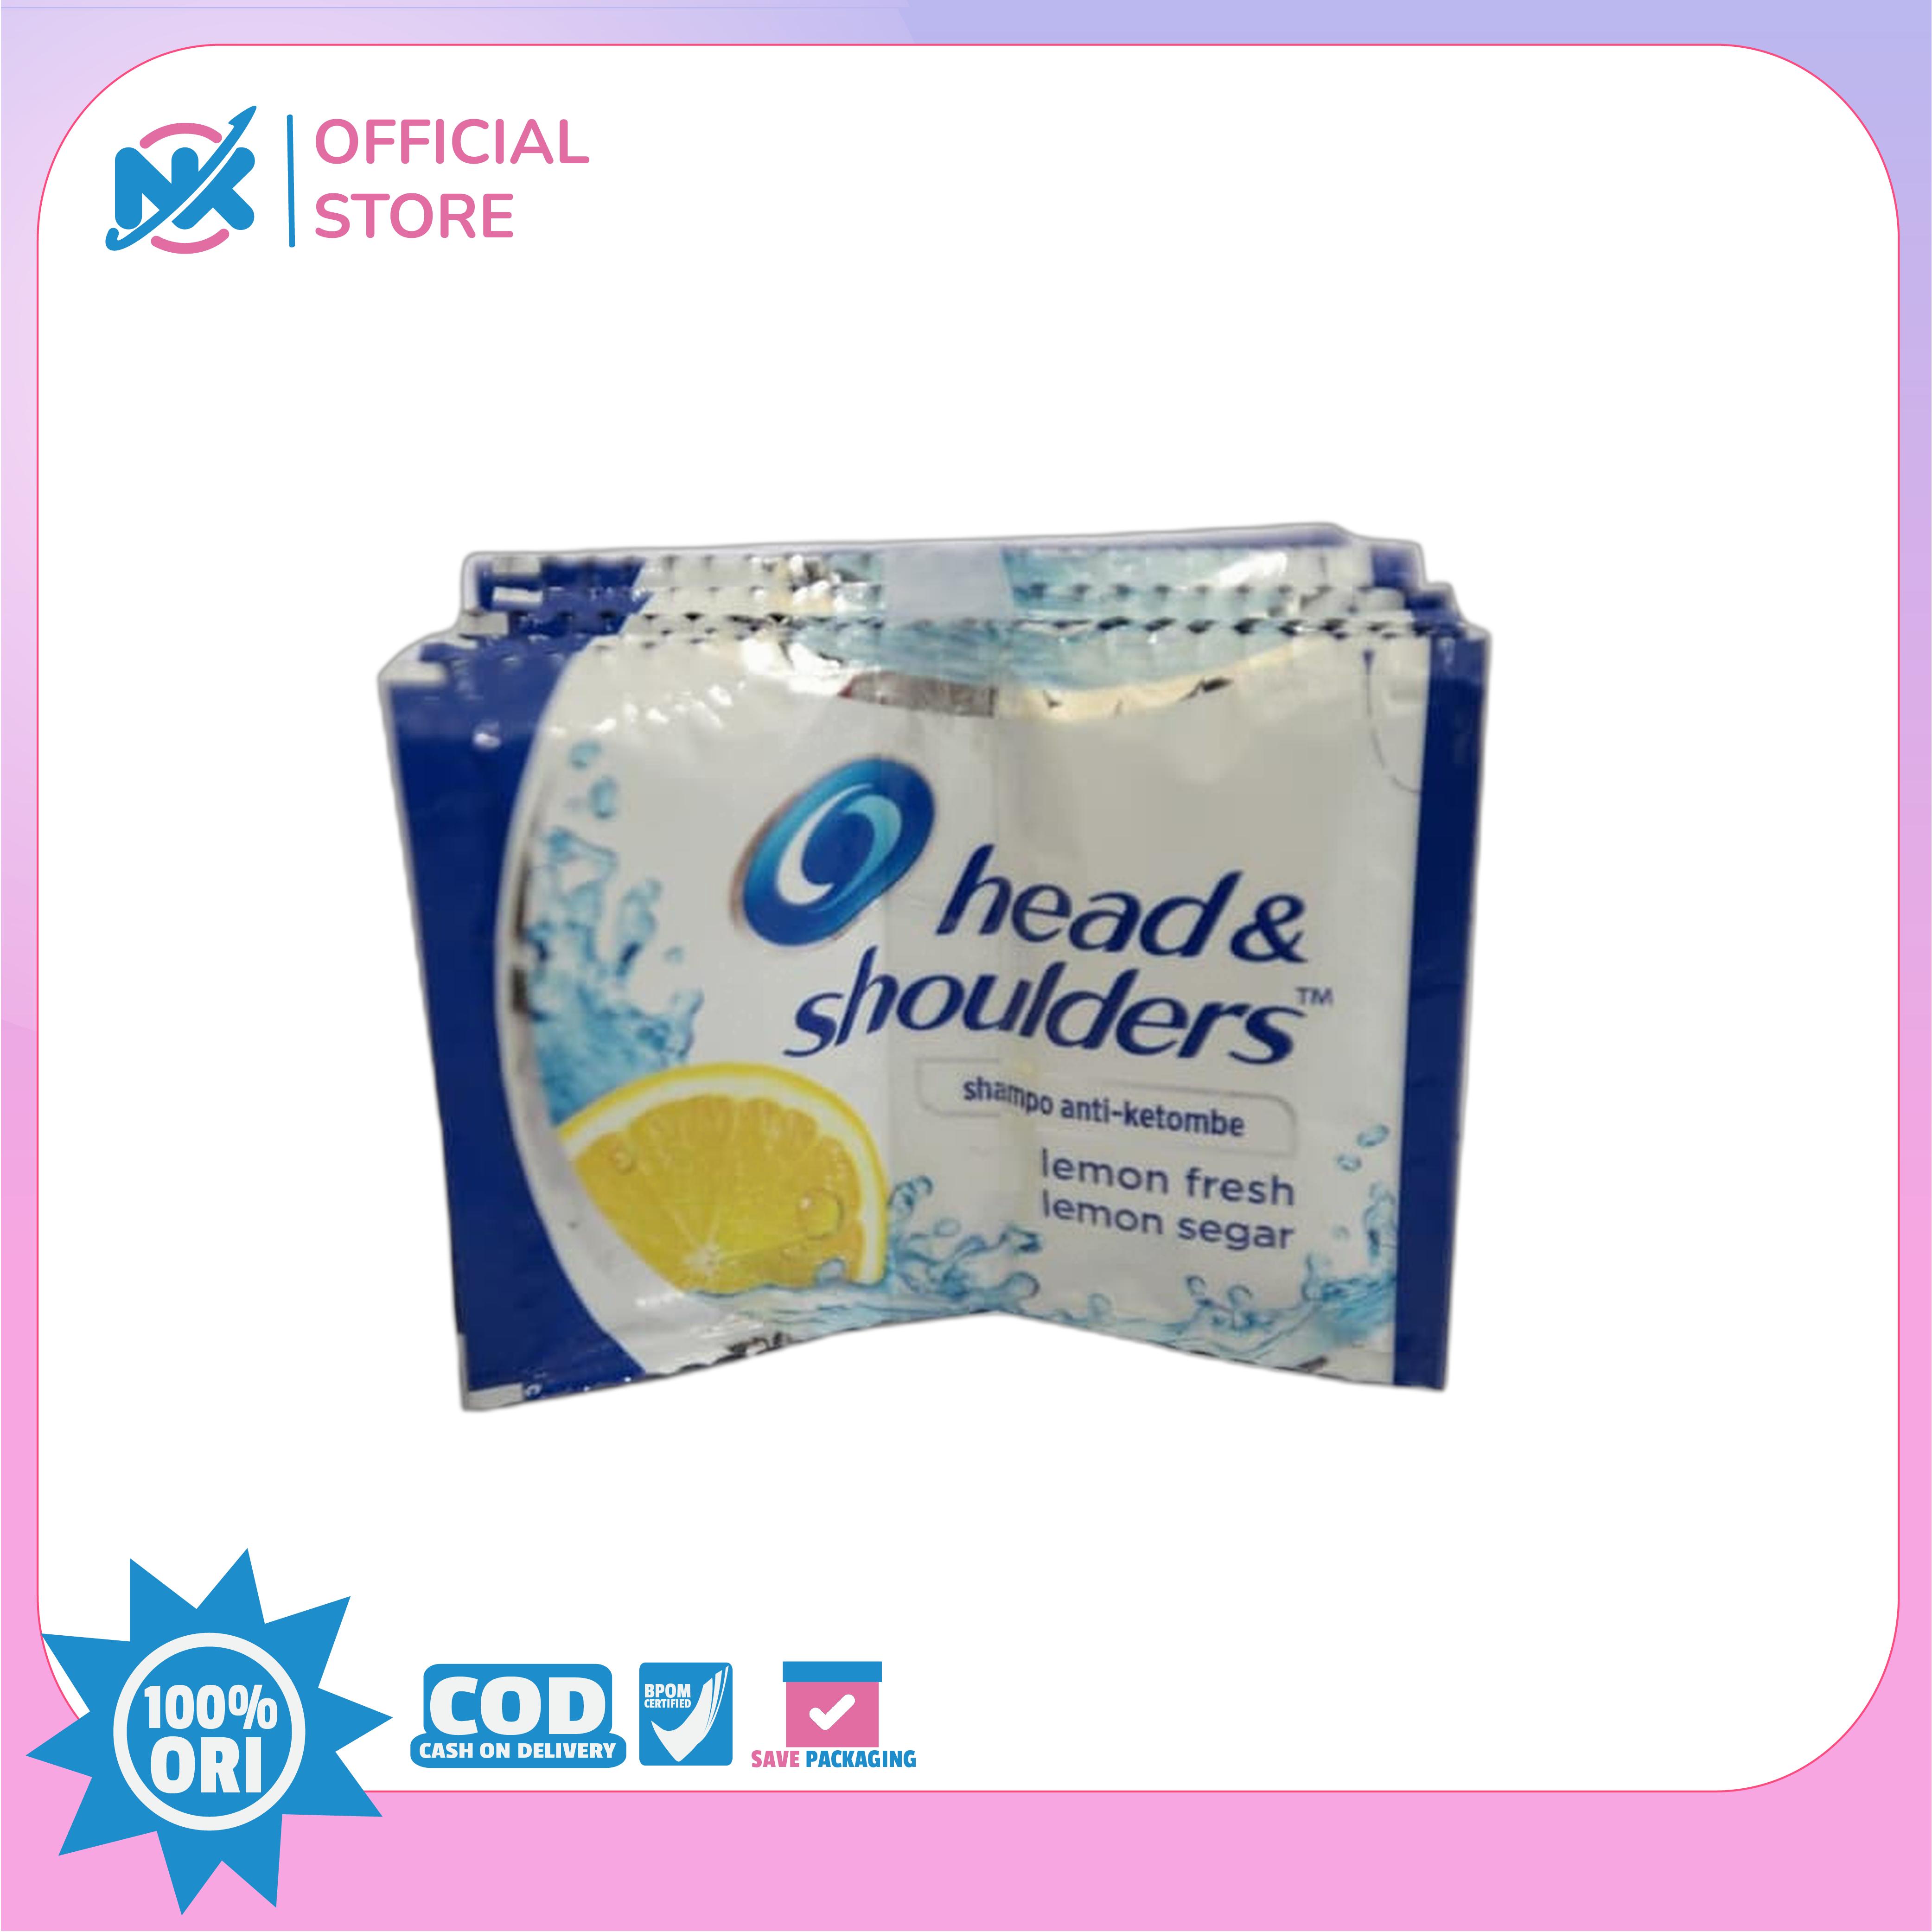 NK
OFFICIAL
STORE
head &
shoulders™
shampo anti-ketombe
lemon fresh
lemon segar
100%
ORI
COD
CASH ON DELIVERY
BPOM
CERTIFIED
SAVE PACKAGING